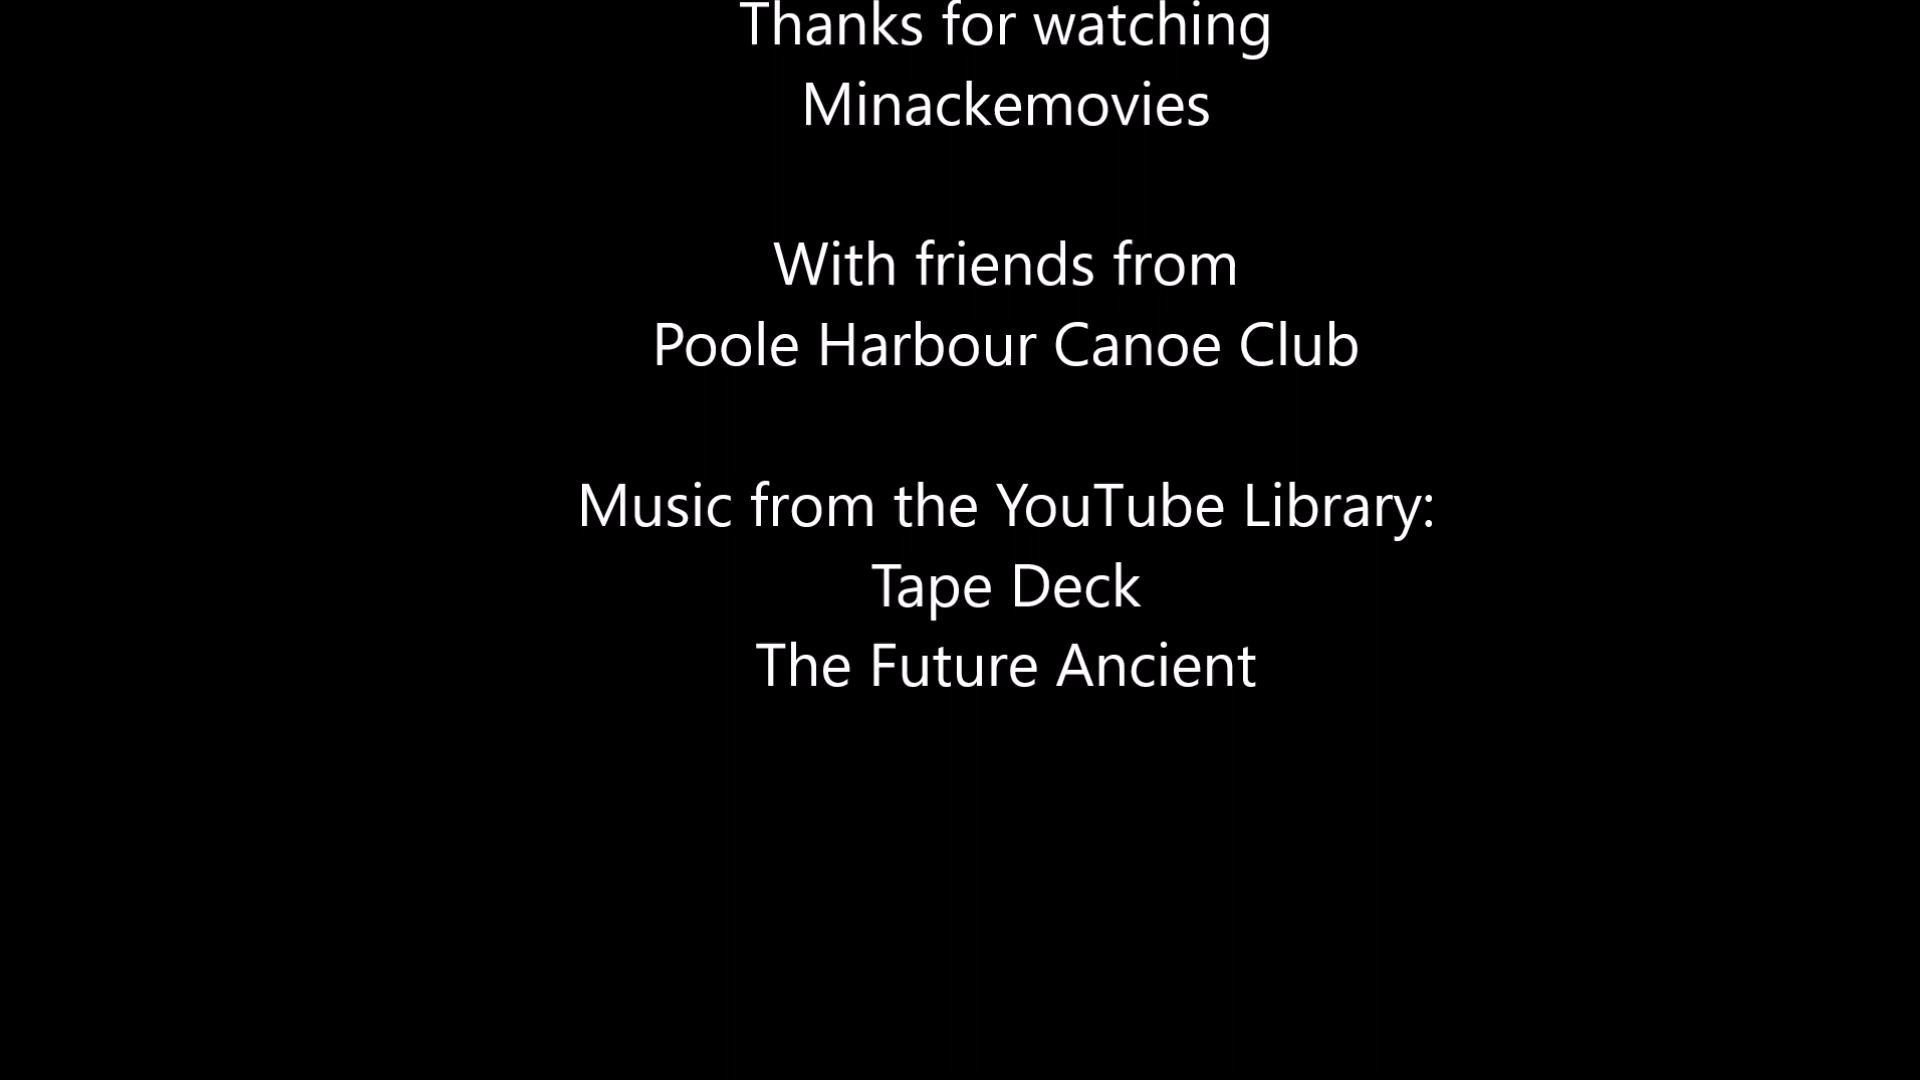 Thanks for watching
Minackemovies
With friends from
Poole Harbour Canoe Club
Music from the YouTube Library:
Tape Deck
The Future Ancient